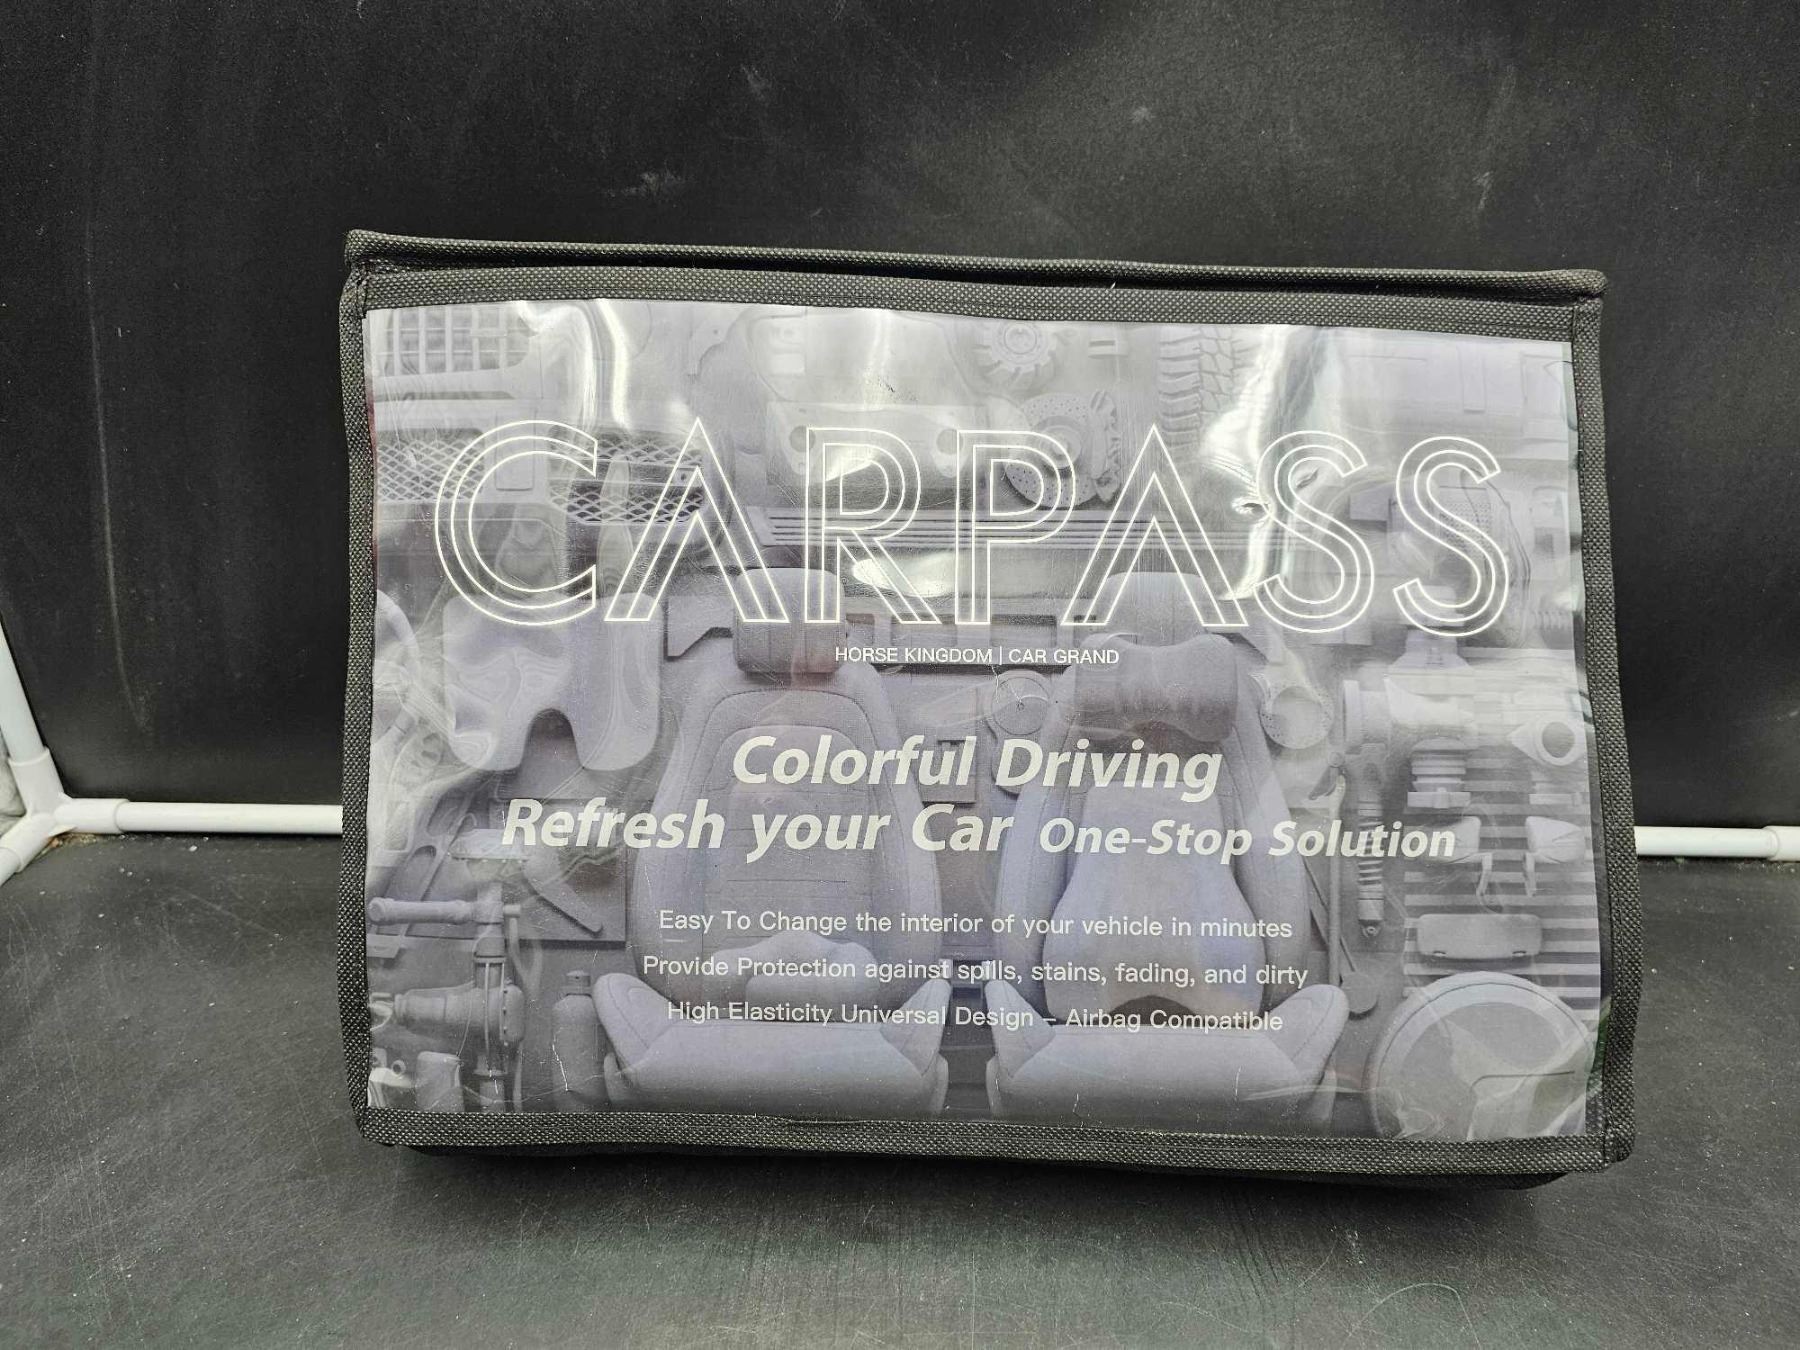 CARPASS
HORSE KINGDOM | CAR GRAND
Colorful Driving
Refresh your Car One-Stop Solution
Easy To Change the interior of your vehicle in minutes
Provide Protection against spills, stains, fading, and dirty
High Elasticity Universal Design – Airbag Compatible